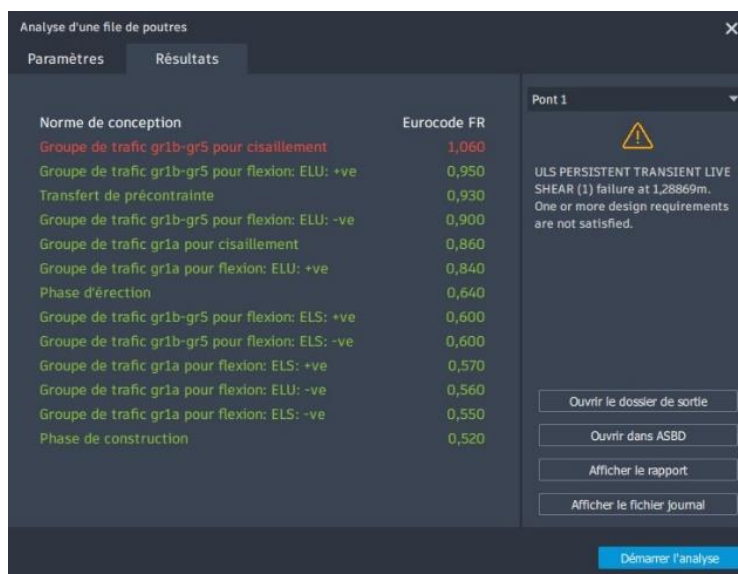 Analyse d'une file de poutres
Paramètres Résultats
Norme de conception Eurocode FR
Groupe de trafic gr1b-gr5 pour cisaillement 1,060
Groupe de trafic gr1b-gr5 pour flexion: ELU: +ve 0,950
Transfert de précontrainte 0,930
Groupe de trafic gr1b-gr5 pour flexion: ELU: -ve 0,900
Groupe de trafic gr1a pour cisaillement 0,860
Groupe de trafic gr1a pour flexion: ELU: +ve 0,840
Phase d'érection 0,640
Groupe de trafic gr1b-gr5 pour flexion: ELS: +ve 0,600
Groupe de trafic gr1b-gr5 pour flexion: ELS: -ve 0,600
Groupe de trafic gr1a pour flexion: ELS: +ve 0,570
Groupe de trafic gr1a pour flexion: ELU: -ve 0,560
Groupe de trafic gr1a pour flexion: ELS: -ve 0,550
Phase de construction 0,520
Pont 1
ULS PERSISTENT TRANSIENT LIVE
SHEAR (1) failure at 1,28869m.
One or more design requirements
are not satisfied.
Ouvrir le dossier de sortie
Ouvrir dans ASBD
Afficher le rapport
Afficher le fichier journal
Démarrer l'analyse